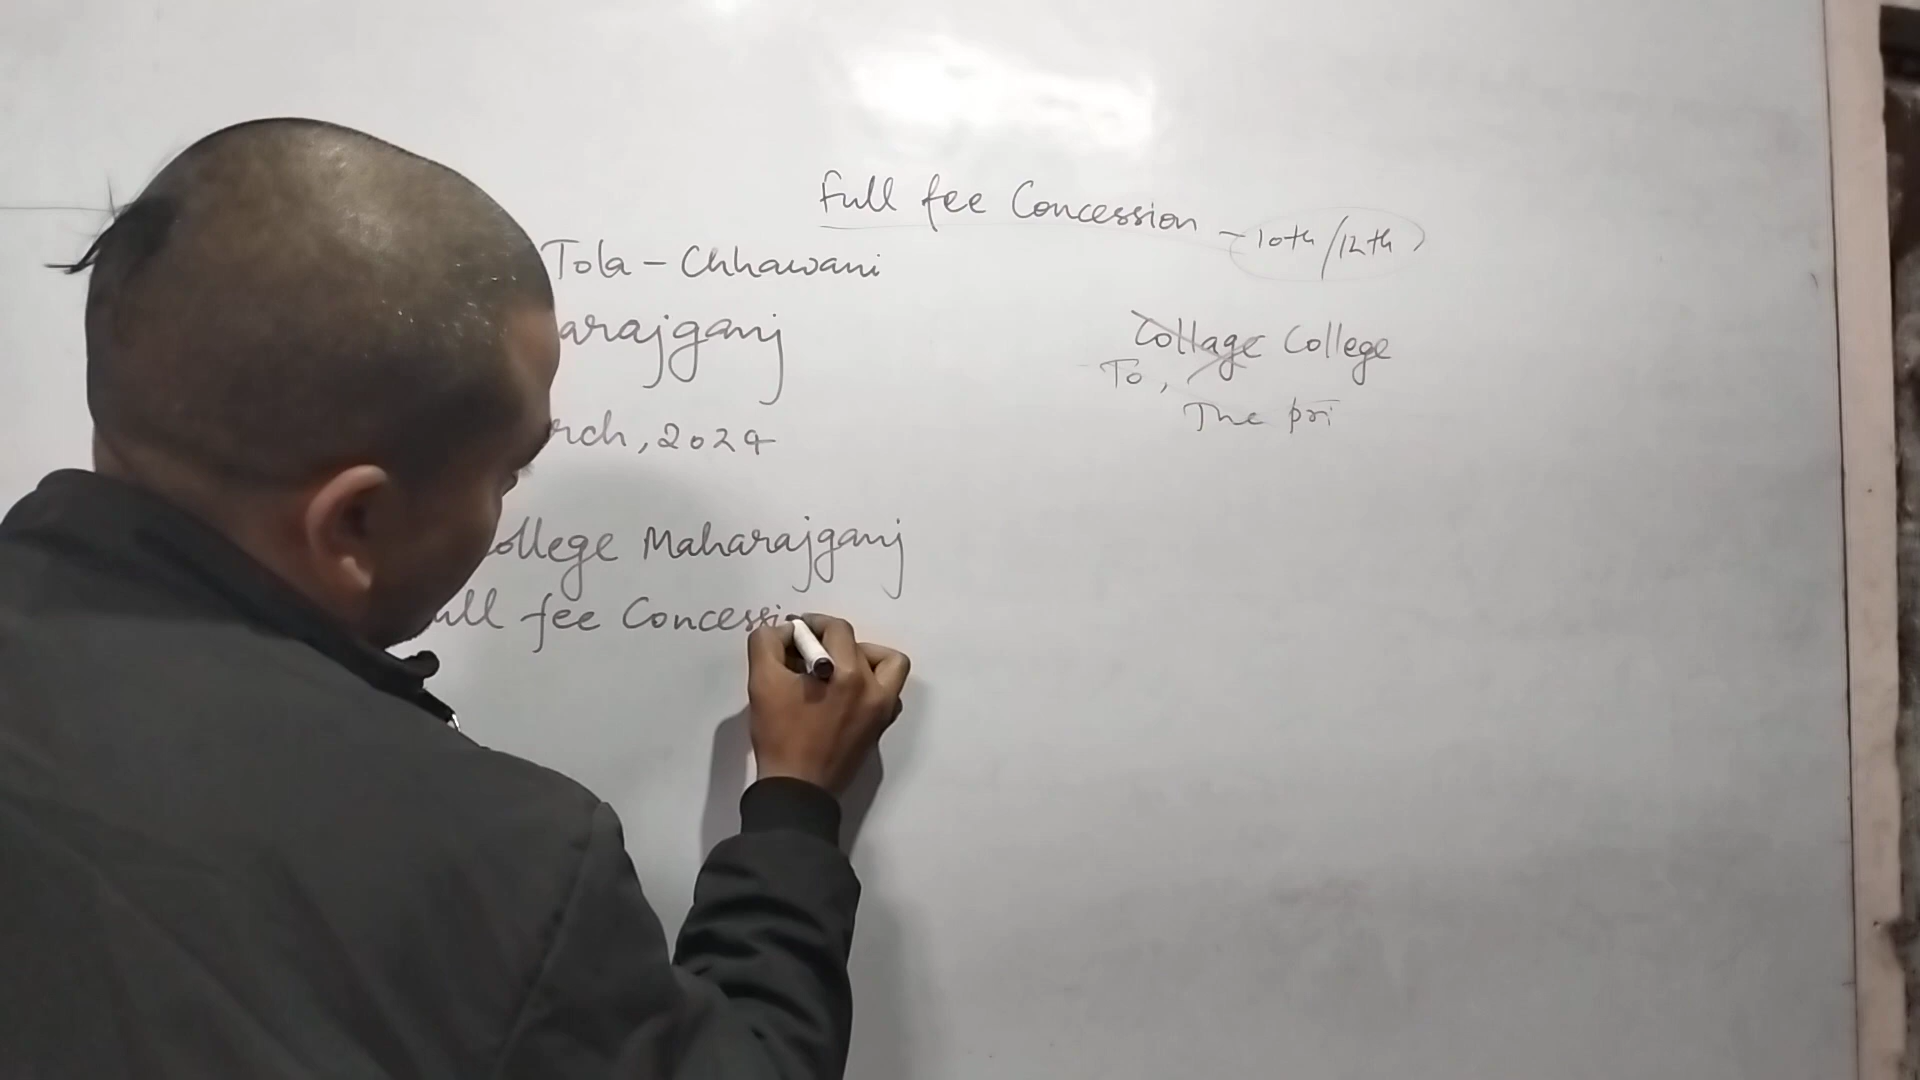 Full fee Concession - 10th/12th
Tola - Chhawani
arajganj
rch, 2024
ollege Maharajganj
ull fee Concessi
Collage College
To,
The pri